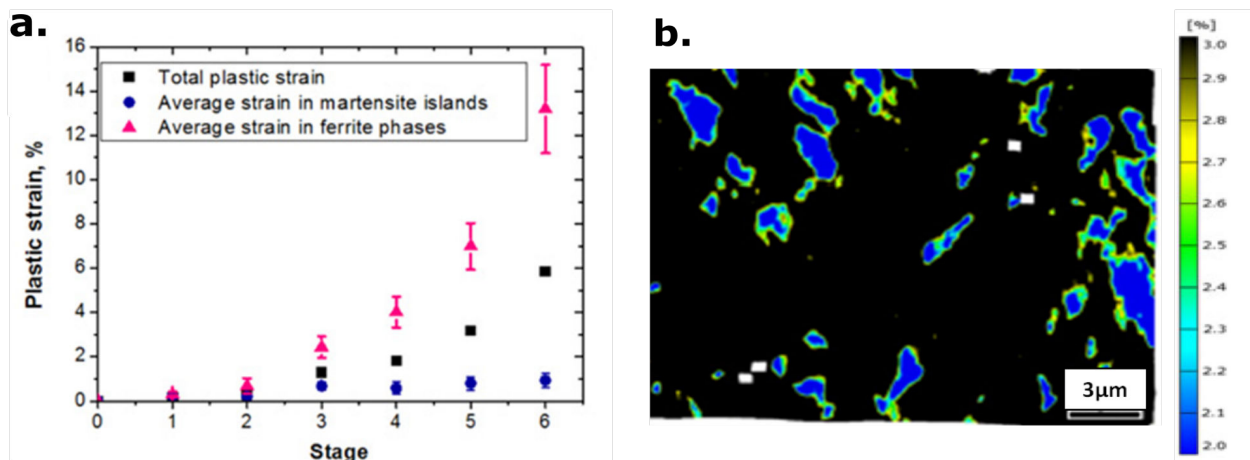 a.
16
14
12
10
8
6
4
2
0
Plastic strain, %
Total plastic strain
Average strain in martensite islands
Average strain in ferrite phases
0 1 2 3 4 5 6
Stage
b.
3µm
[%]
3.0
2.9
2.8
2.7
2.6
2.5
2.4
2.3
2.2
2.1
2.0